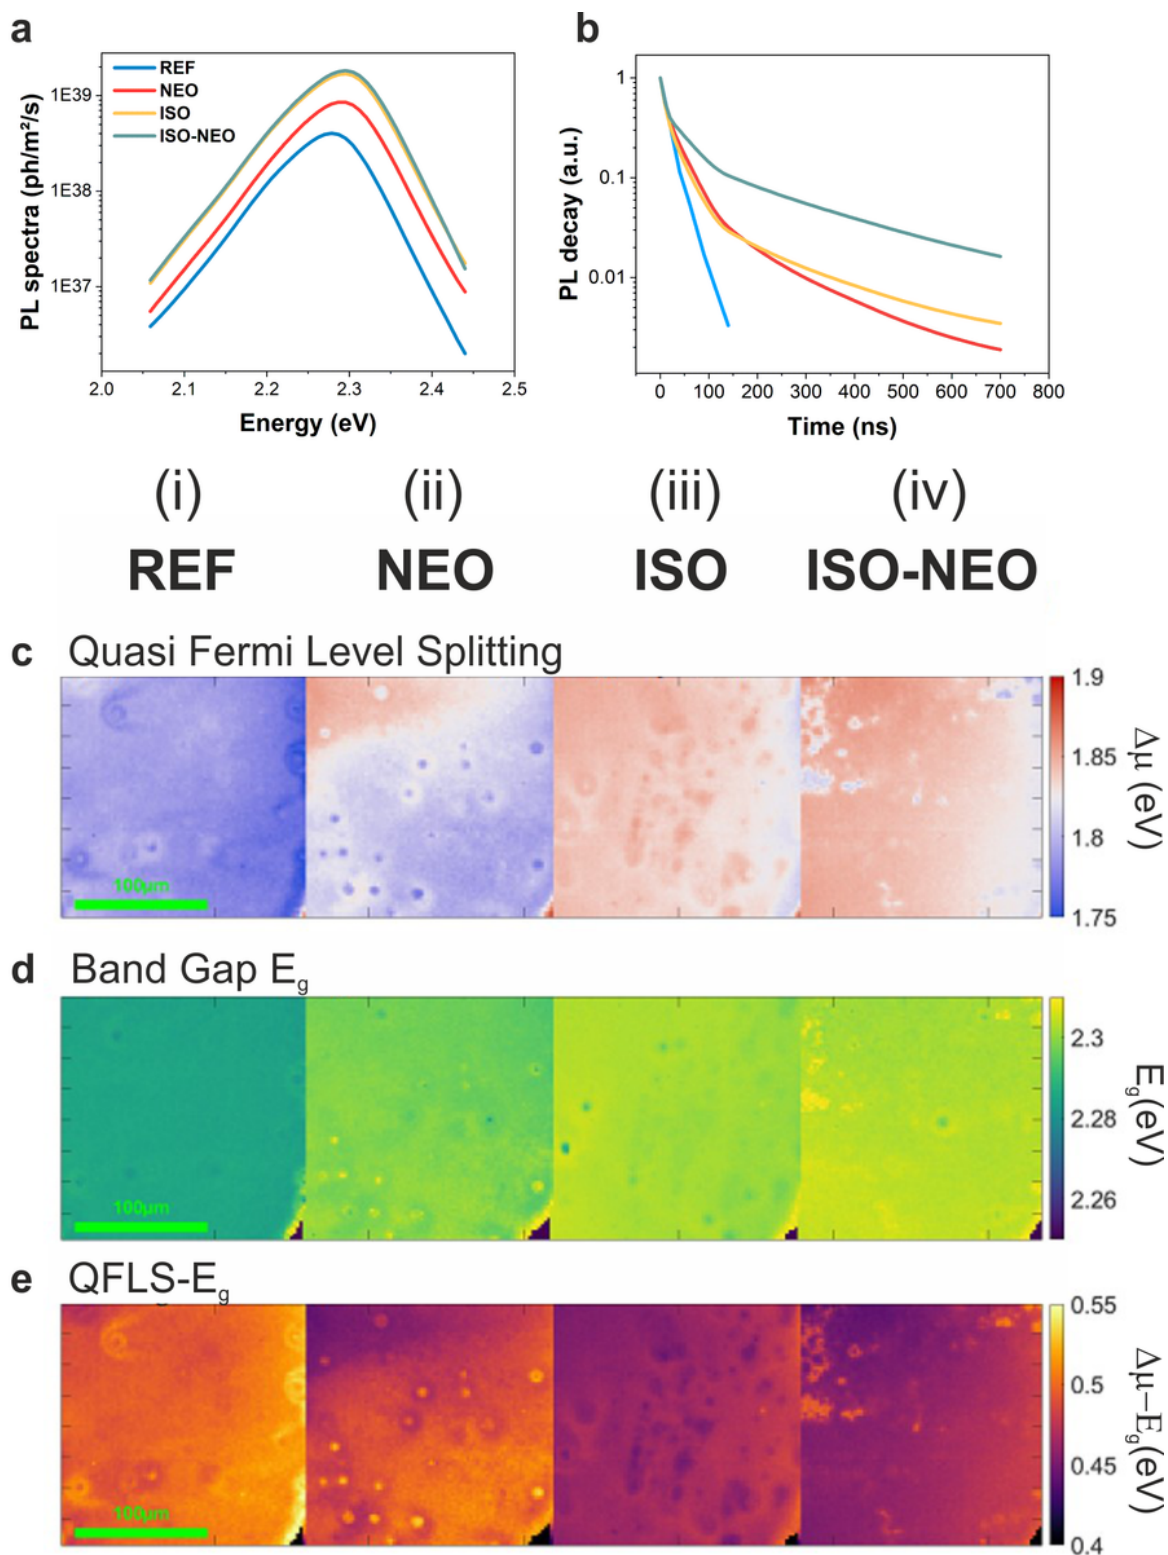 a
REF
NEO
ISO
ISO-NEO
1E39
1E38
1E37
PL spectra (ph/m²/s)
2.0 2.1 2.2 2.3 2.4 2.5
Energy (eV)
b
1
0.1
0.01
PL decay (a.u.)
0 100 200 300 400 500 600 700 800
Time (ns)
(i) (ii) (iii) (iv)
REF NEO ISO ISO-NEO
c Quasi Fermi Level Splitting
100µm
1.9
1.85
1.8
1.75
Δμ (eV)
d Band Gap E_g
100µm
2.3
2.28
2.26
E_g(eV)
e QFLS-E_g
100µm
0.55
0.5
0.45
0.4
Δμ−E_g(eV)